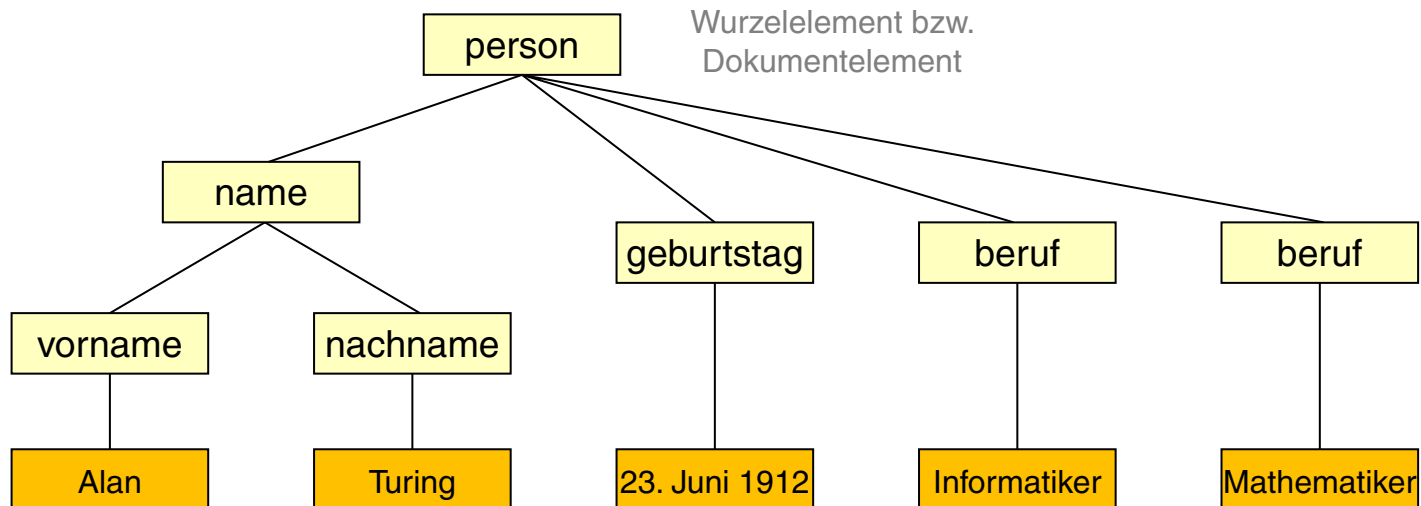 person
Wurzelelement bzw.
Dokumentelement
name
geburtstag
beruf
beruf
vorname
nachname
Alan
Turing
23. Juni 1912
Informatiker
Mathematiker